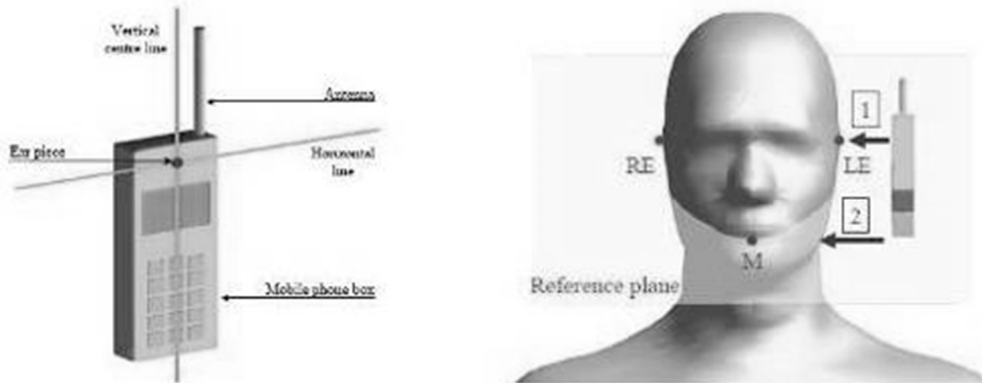 Vertical
centre line
Antenna
Ear piece
Horizontal
line
Mobile phone box
1
RE
LE
2
M
Reference plane